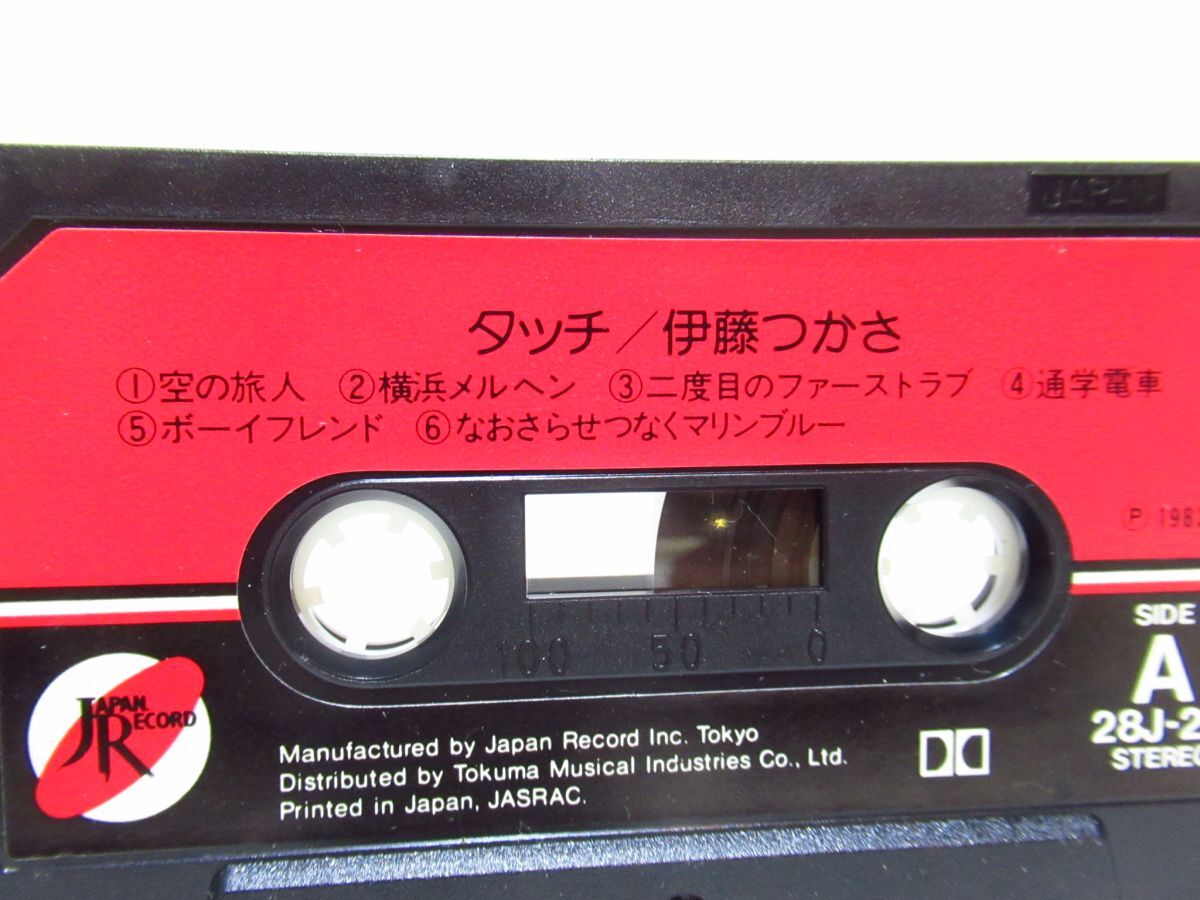 JAPAN
タッチ／伊藤つかさ
①空の旅人 ②横浜メルヘン ③二度目のファーストラブ ④通学電車
⑤ボーイフレンド ⑥なおさらせつなくマリンブルー
Ⓟ 198
100 50 0
SIDE
A
28J-2
STEREO
JAPAN RECORD
Manufactured by Japan Record Inc. Tokyo
Distributed by Tokuma Musical Industries Co., Ltd.
Printed in Japan, JASRAC.